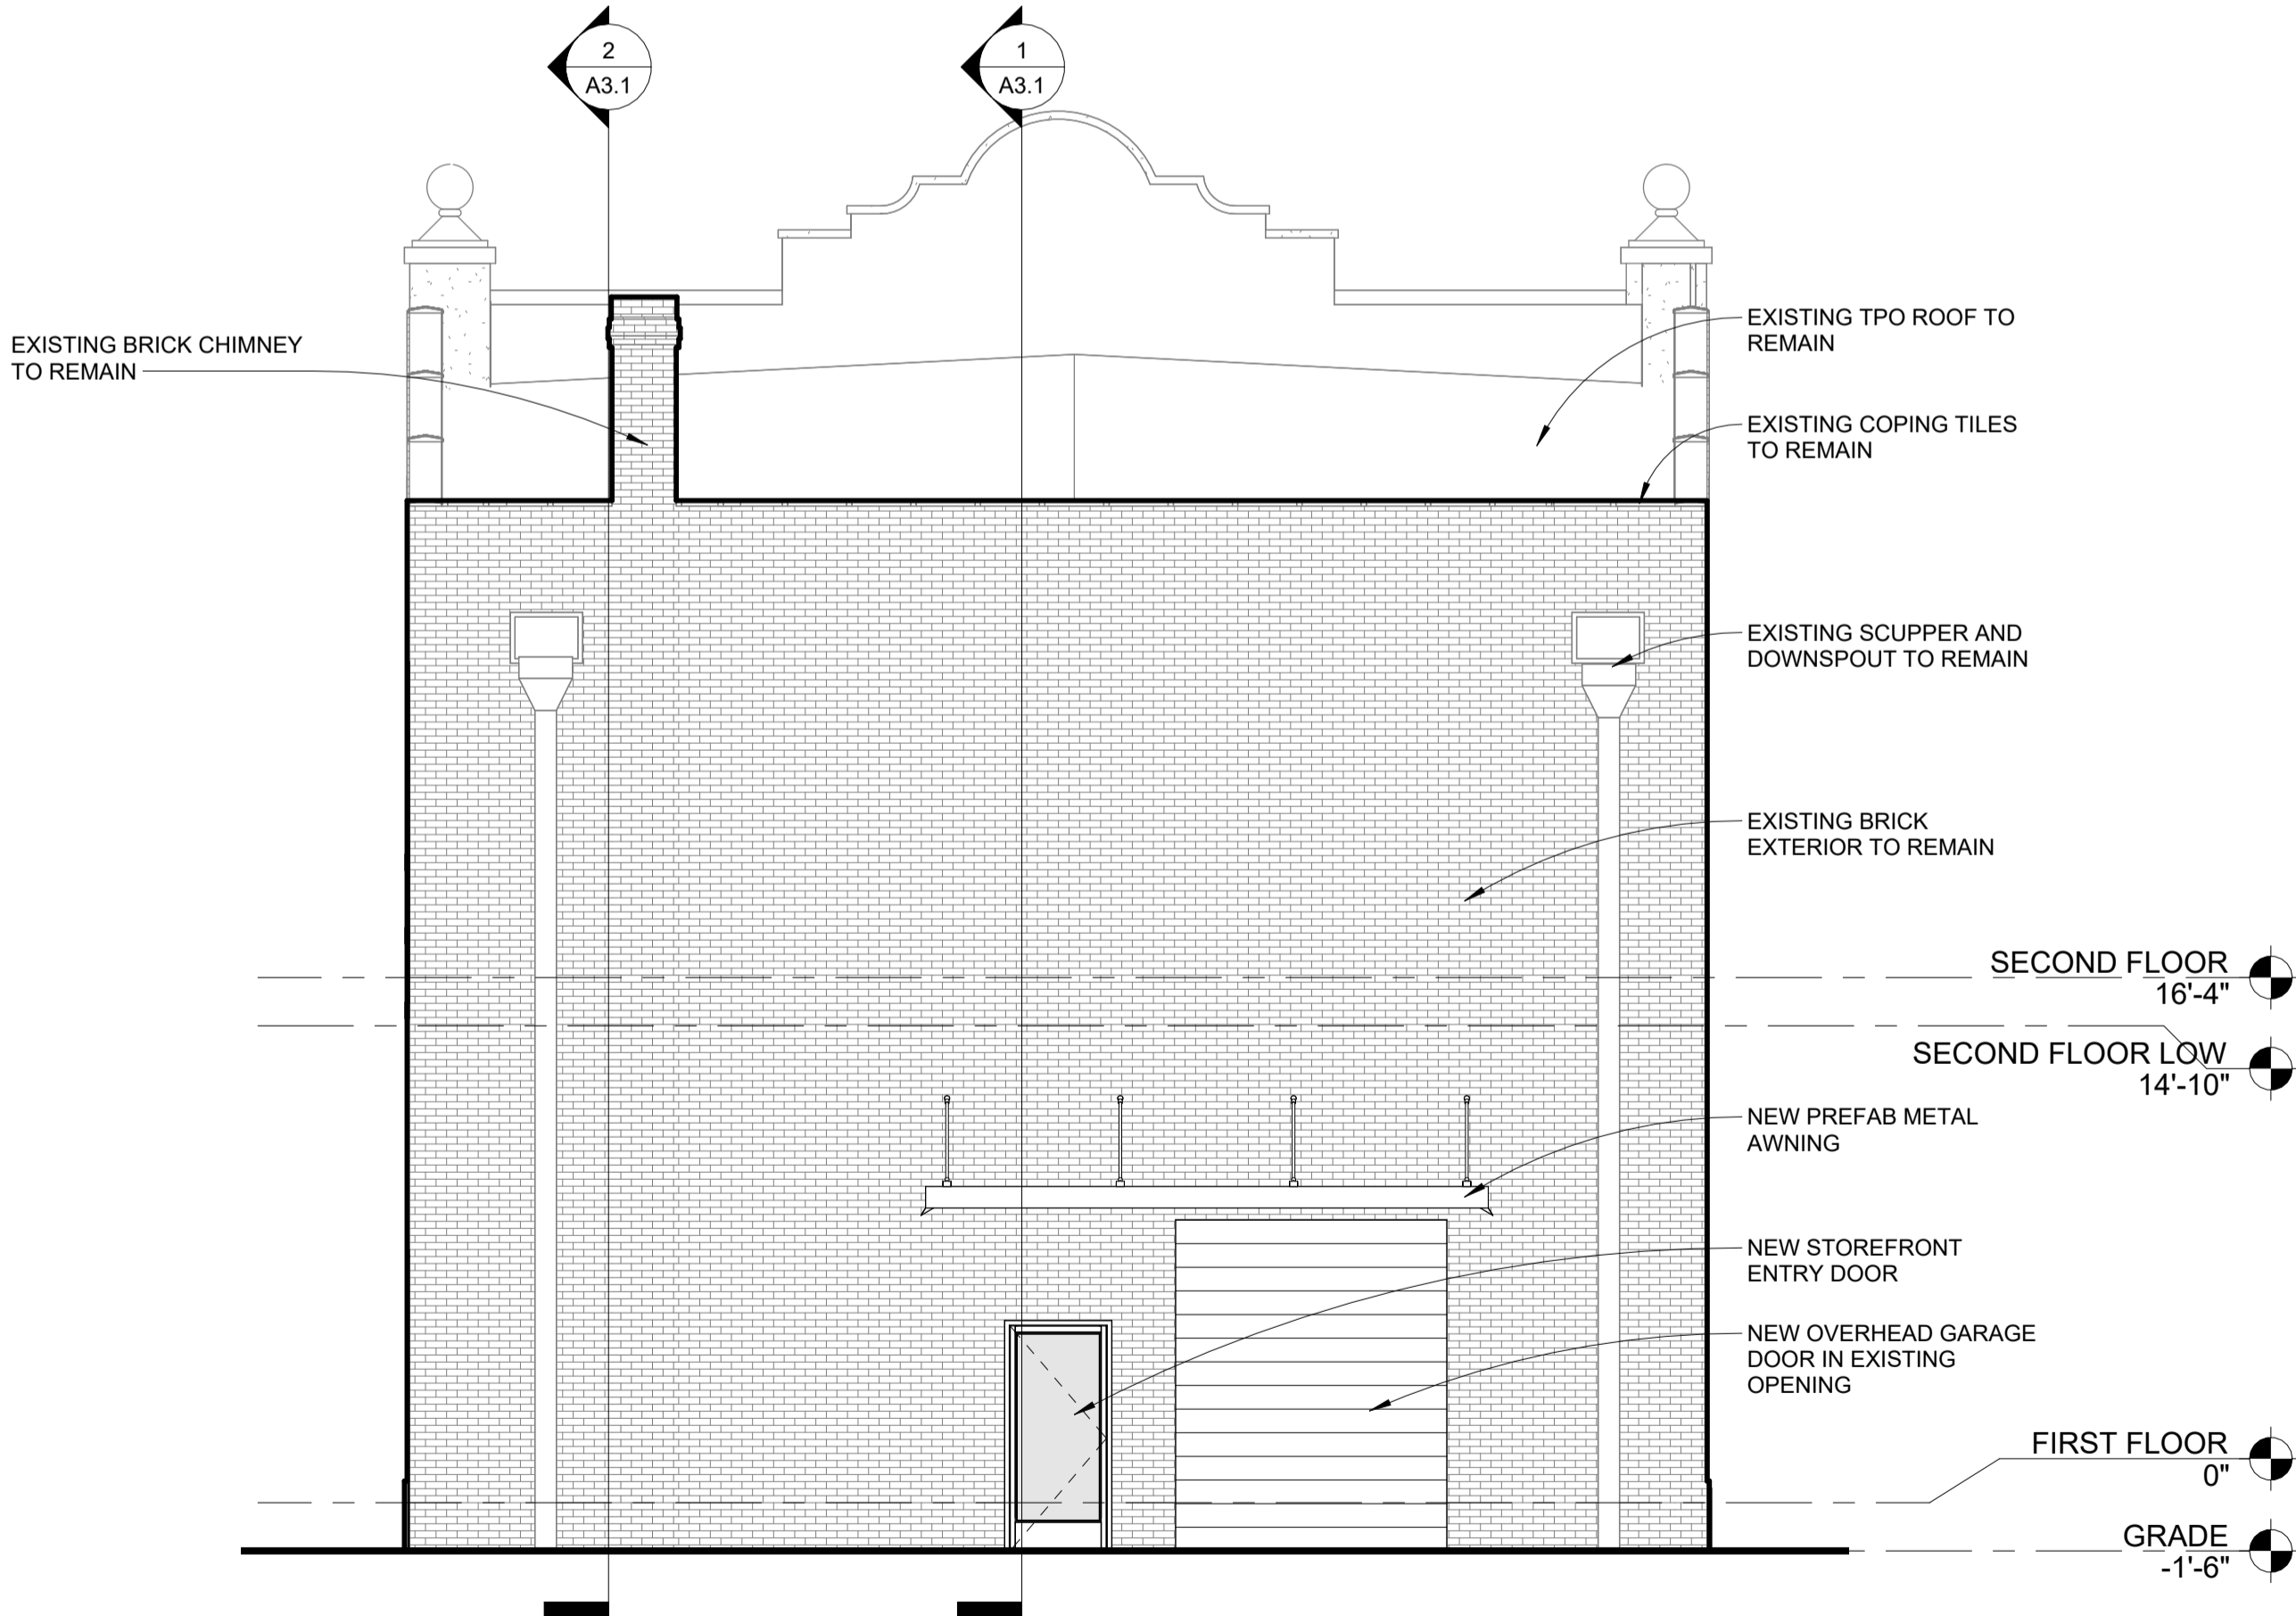 2
A3.1
1
A3.1
EXISTING BRICK CHIMNEY
TO REMAIN
EXISTING TPO ROOF TO
REMAIN
EXISTING COPING TILES
TO REMAIN
EXISTING SCUPPER AND
DOWNSPOUT TO REMAIN
EXISTING BRICK
EXTERIOR TO REMAIN
SECOND FLOOR
16'-4"
SECOND FLOOR LOW
14'-10"
NEW PREFAB METAL
AWNING
NEW STOREFRONT
ENTRY DOOR
NEW OVERHEAD GARAGE
DOOR IN EXISTING
OPENING
FIRST FLOOR
0"
GRADE
-1'-6"